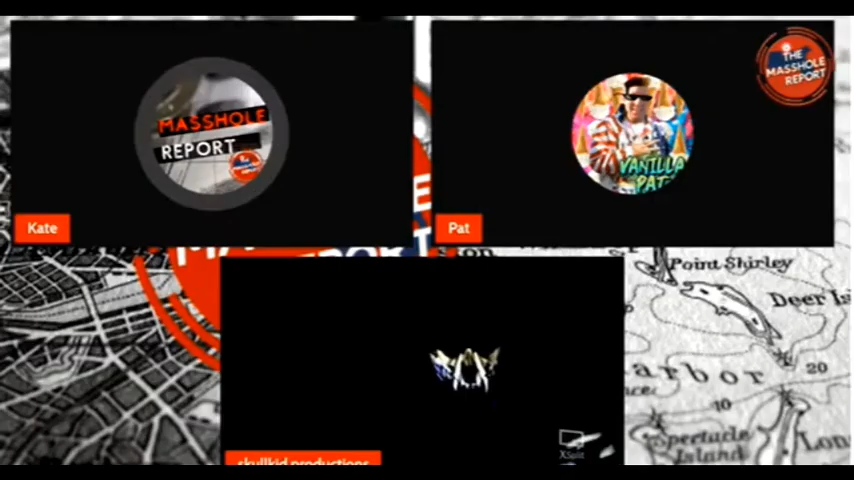 THE
MASSHOLE
REPORT
MASSHOLE
REPORT
VANILLA
PAT
Kate
Pat
Point Shirley
Deer Is
arbor
20
10
Spectacle
Island
Lon
XSplit
skullkid productions